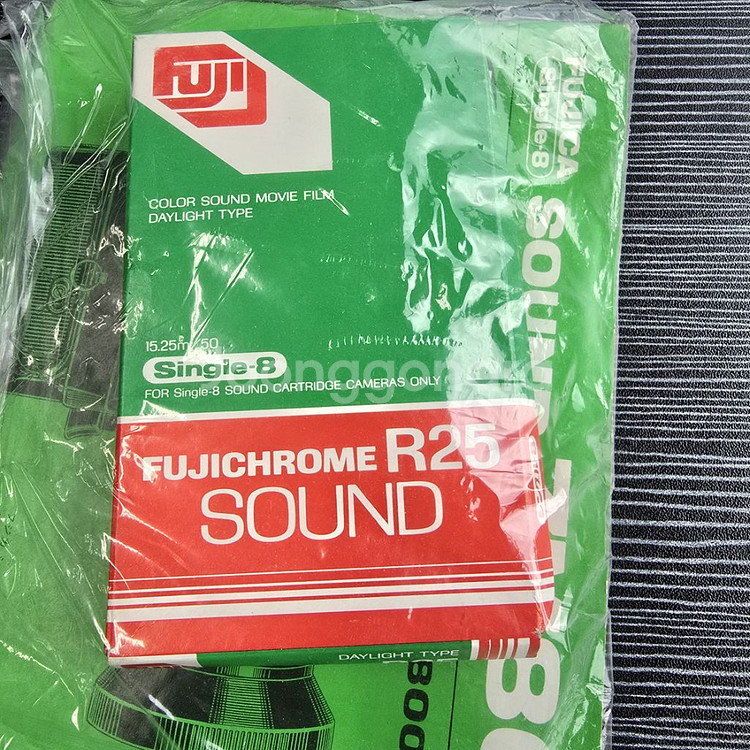 FUJI
COLOR SOUND MOVIE FILM
DAYLIGHT TYPE
15.25m/50
Single-8
FOR Single-8 SOUND CARTRIDGE CAMERAS ONLY
FUJICHROME R25
SOUND
DAYLIGHT TYPE
FUJICA
Single-8
SOUND
800